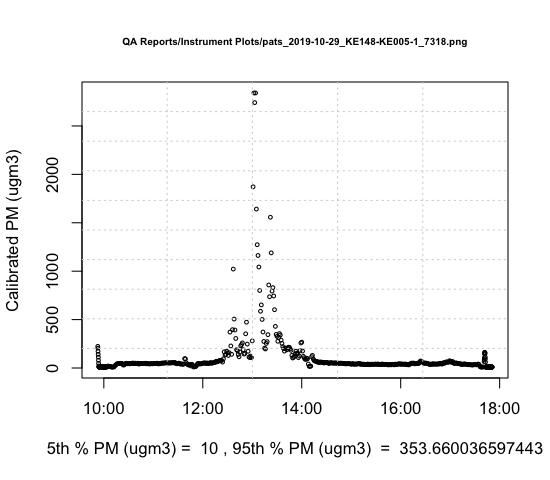 QA Reports/Instrument Plots/pats_2019-10-29_KE148-KE005-1_7318.png
Calibrated PM (ugm3)
2000
1000
500
0
10:00 12:00 14:00 16:00 18:00
5th % PM (ugm3) = 10 , 95th % PM (ugm3) = 353.660036597443